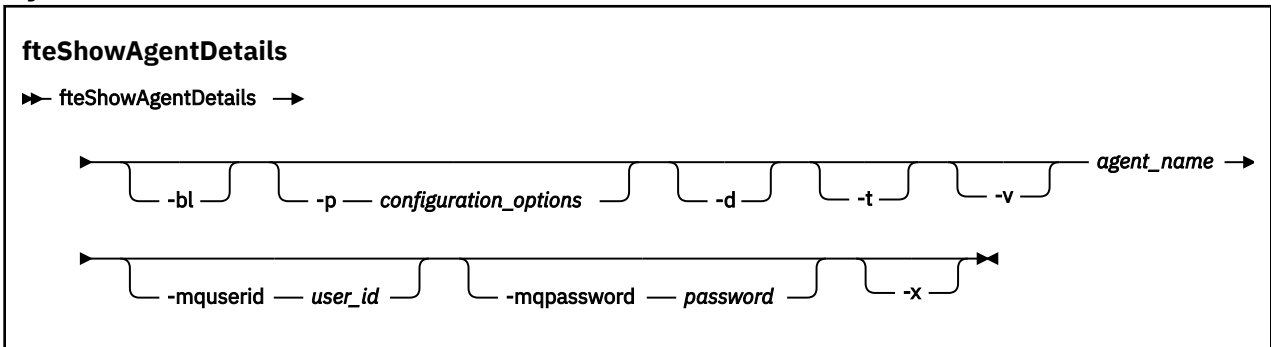 fteShowAgentDetails
fteShowAgentDetails
-bl -p configuration_options -d -t -v agent_name
-mquserid user_id -mqpassword password -x